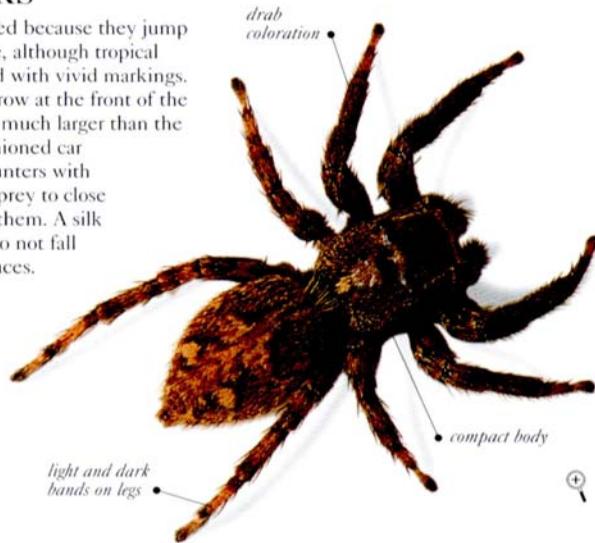 ed because they jump
, although tropical
d with vivid markings.
row at the front of the
much larger than the
ioned car
nters with
prey to close
them. A silk
o not fall
ces.
drab
coloration
compact body
light and dark
bands on legs